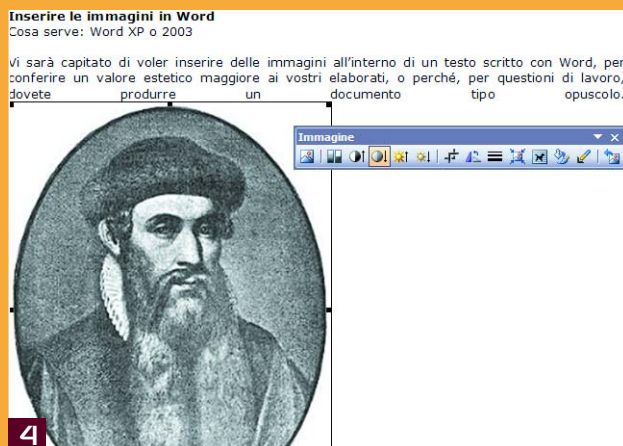 Inserire le immagini in Word
Cosa serve: Word XP o 2003
Vi sarà capitato di voler inserire delle immagini all'interno di un testo scritto con Word, per
conferire un valore estetico maggiore ai vostri elaborati, o perché, per questioni di lavoro,
dovete produrre un documento tipo opuscolo.
Immagine
4